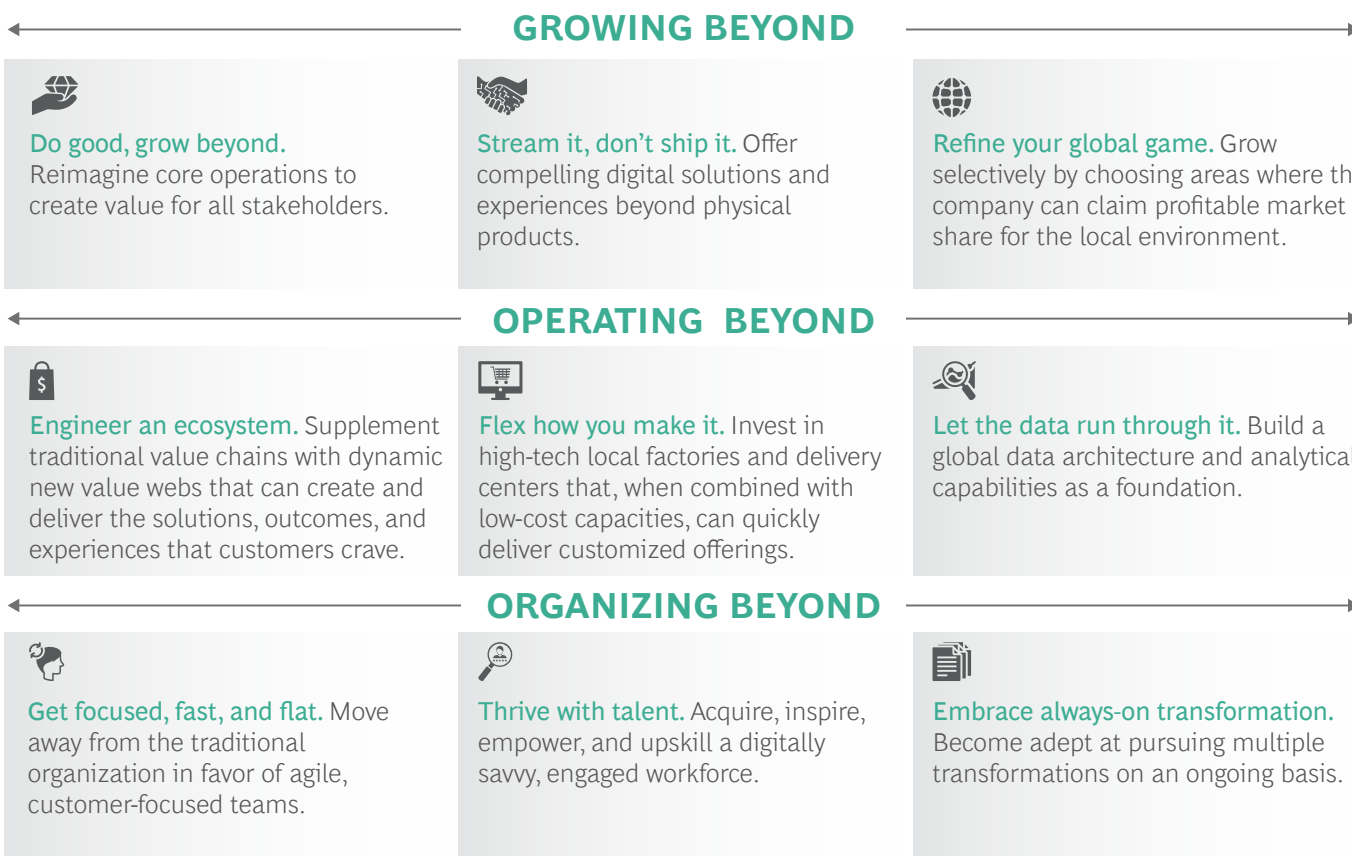 GROWING BEYOND
Do good, grow beyond.
Reimagine core operations to
create value for all stakeholders.
Stream it, don’t ship it. Offer
compelling digital solutions and
experiences beyond physical
products.
Refine your global game. Grow
selectively by choosing areas where th
company can claim profitable market
share for the local environment.
OPERATING BEYOND
$
Engineer an ecosystem. Supplement
traditional value chains with dynamic
new value webs that can create and
deliver the solutions, outcomes, and
experiences that customers crave.
Flex how you make it. Invest in
high-tech local factories and delivery
centers that, when combined with
low-cost capacities, can quickly
deliver customized offerings.
Let the data run through it. Build a
global data architecture and analytical
capabilities as a foundation.
ORGANIZING BEYOND
Get focused, fast, and flat. Move
away from the traditional
organization in favor of agile,
customer-focused teams.
Thrive with talent. Acquire, inspire,
empower, and upskill a digitally
savvy, engaged workforce.
Embrace always-on transformation.
Become adept at pursuing multiple
transformations on an ongoing basis.